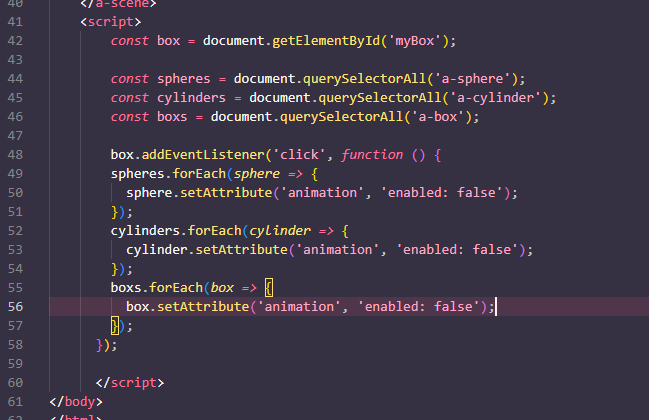 40 </a-scene>
41 <script>
42 const box = document.getElementById('myBox');
43
44 const spheres = document.querySelectorAll('a-sphere');
45 const cylinders = document.querySelectorAll('a-cylinder');
46 const boxs = document.querySelectorAll('a-box');
47
48 box.addEventListener('click', function () {
49 spheres.forEach(sphere => {
50 sphere.setAttribute('animation', 'enabled: false');
51 });
52 cylinders.forEach(cylinder => {
53 cylinder.setAttribute('animation', 'enabled: false');
54 });
55 boxs.forEach(box => {
56 box.setAttribute('animation', 'enabled: false');
57 });
58 });
59
60 </script>
61 </body>
62 </html>